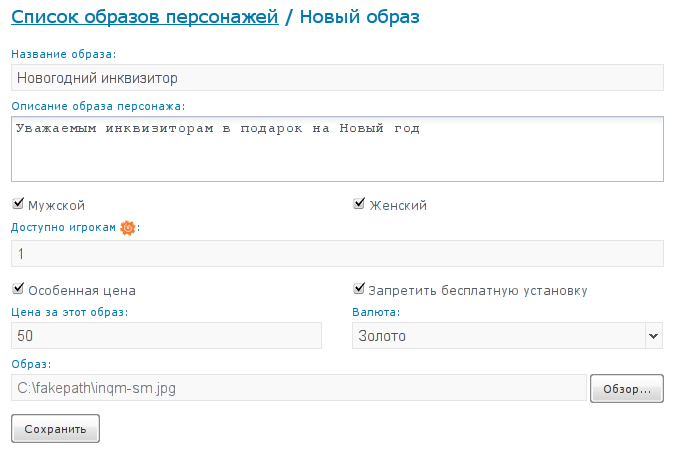 Список образов персонажей / Новый образ
Название образа:
Новогодний инквизитор
Описание образа персонажа:
Уважаемым инквизиторам в подарок на Новый год
Мужской Женский
Доступно игрокам :
1
Особенная цена Запретить бесплатную установку
Цена за этот образ: Валюта:
50 Золото
Образ:
C:\fakepath\inqm-sm.jpg Обзор...
Сохранить